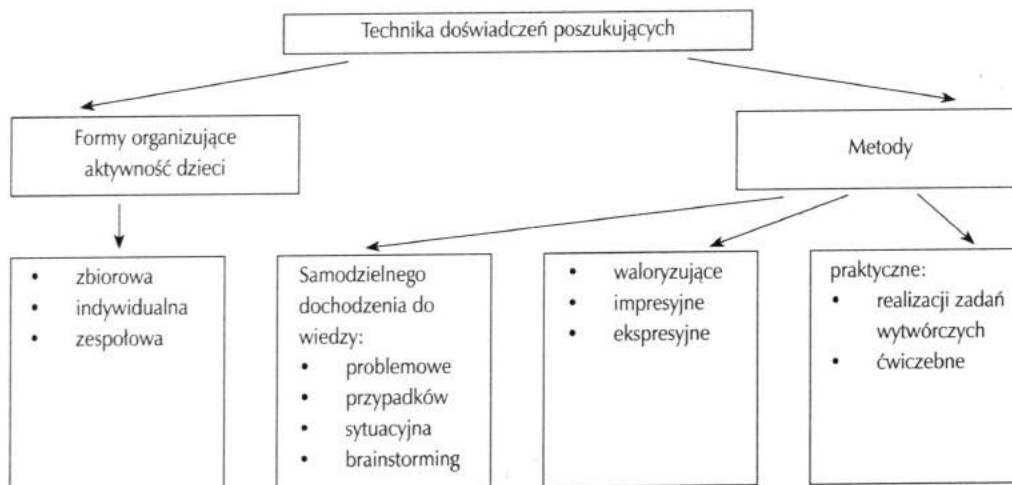 Technika doświadczeń poszukujących
Formy organizujące
aktywność dzieci
Metody
• zbiorowa
• indywidualna
• zespołowa
Samodzielnego
dochodzenia do
wiedzy:
• problemowe
• przypadków
• sytuacyjna
• brainstorming
• waloryzujące
• impresyjne
• ekspresyjne
praktyczne:
• realizacji zadań
wytwórczych
• ćwiczebne